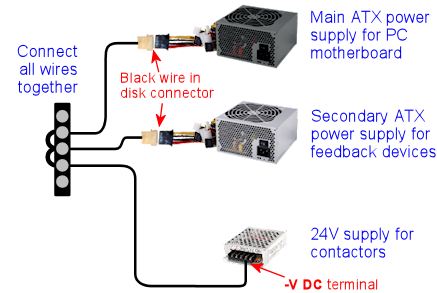 Main ATX power
supply for PC
motherboard
Connect
all wires
together
Black wire in
disk connector
Secondary ATX
power supply for
feedback devices
24V supply for
contactors
-V DC terminal